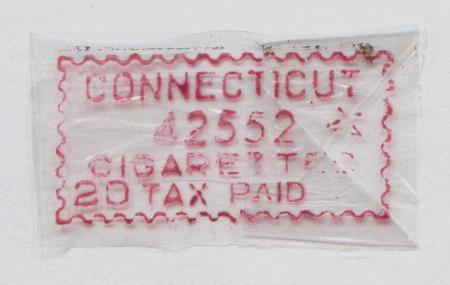 CONNECTICUT
42552 *
CIGARETTES
20 TAX PAID